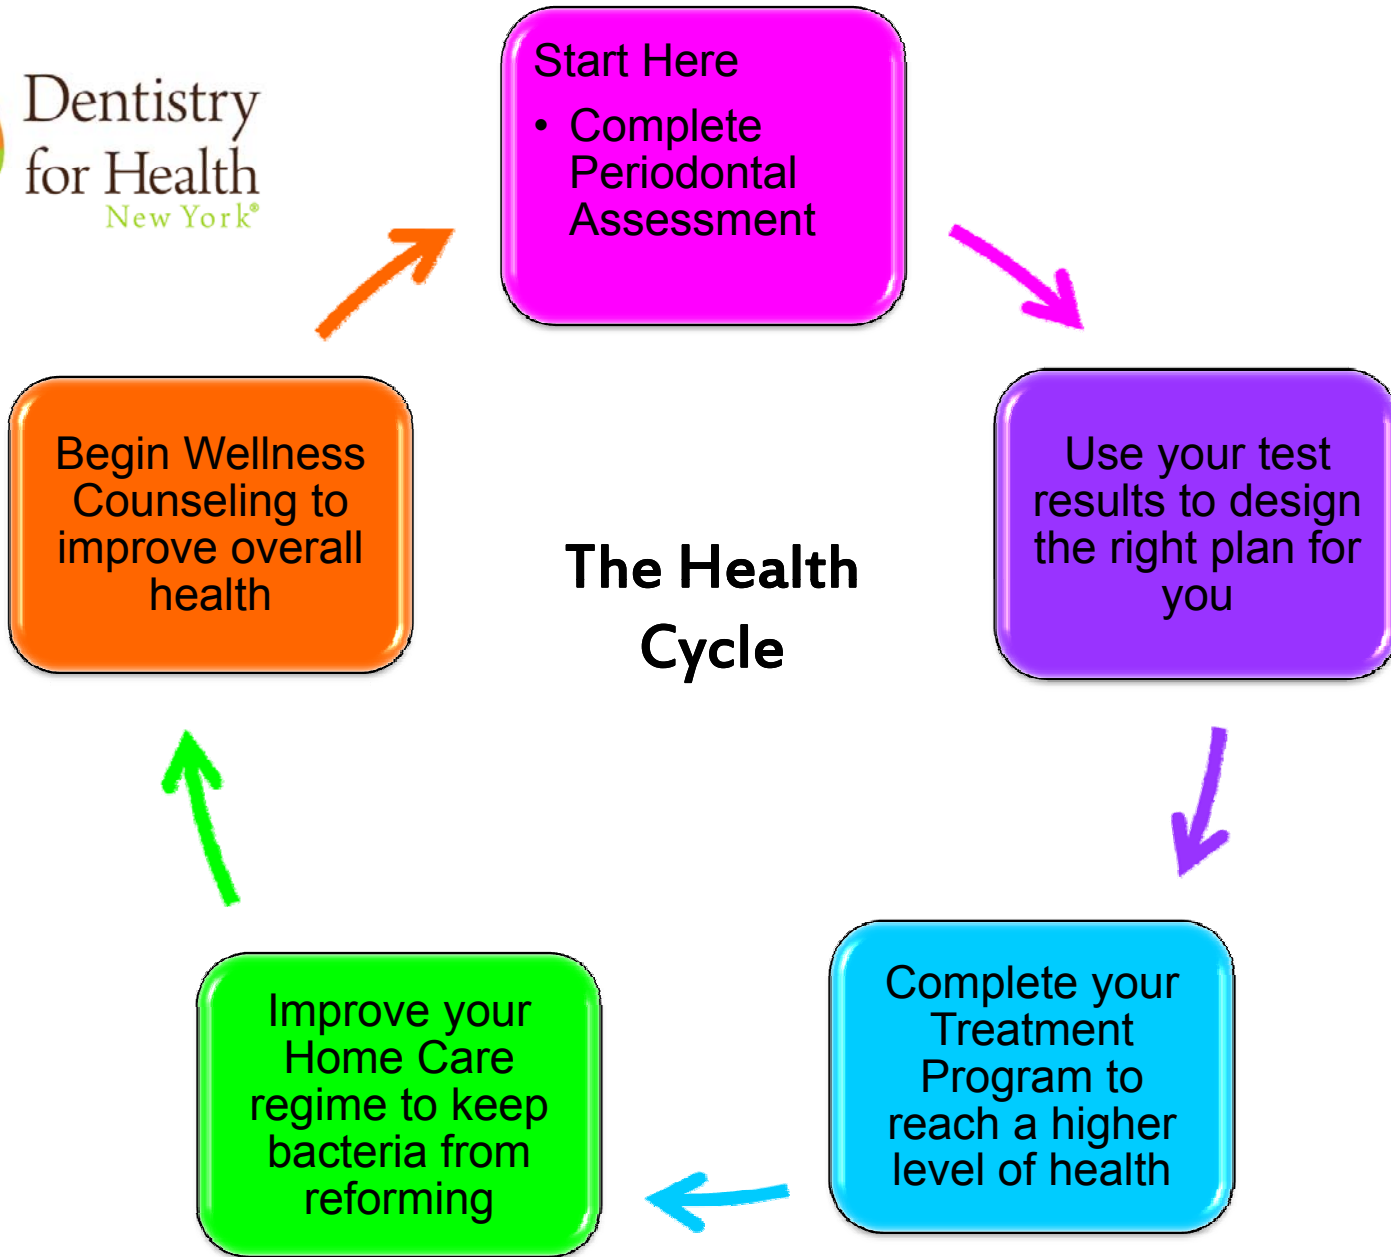 Dentistry
for Health
New York®
Start Here
• Complete
Periodontal
Assessment
Use your test
results to design
the right plan for
you
Complete your
Treatment
Program to
reach a higher
level of health
Improve your
Home Care
regime to keep
bacteria from
reforming
Begin Wellness
Counseling to
improve overall
health
The Health
Cycle